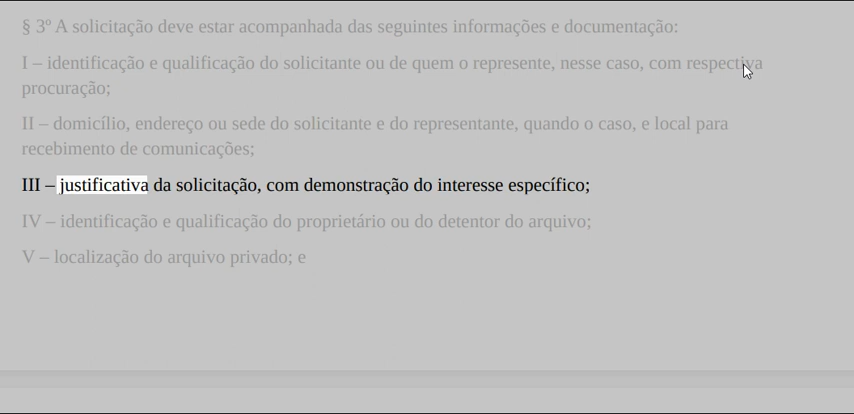 § 3º A solicitação deve estar acompanhada das seguintes informações e documentação:
I – identificação e qualificação do solicitante ou de quem o represente, nesse caso, com respectiva
procuração;
II – domicílio, endereço ou sede do solicitante e do representante, quando o caso, e local para
recebimento de comunicações;
III – justificativa da solicitação, com demonstração do interesse específico;
IV – identificação e qualificação do proprietário ou do detentor do arquivo;
V – localização do arquivo privado; e